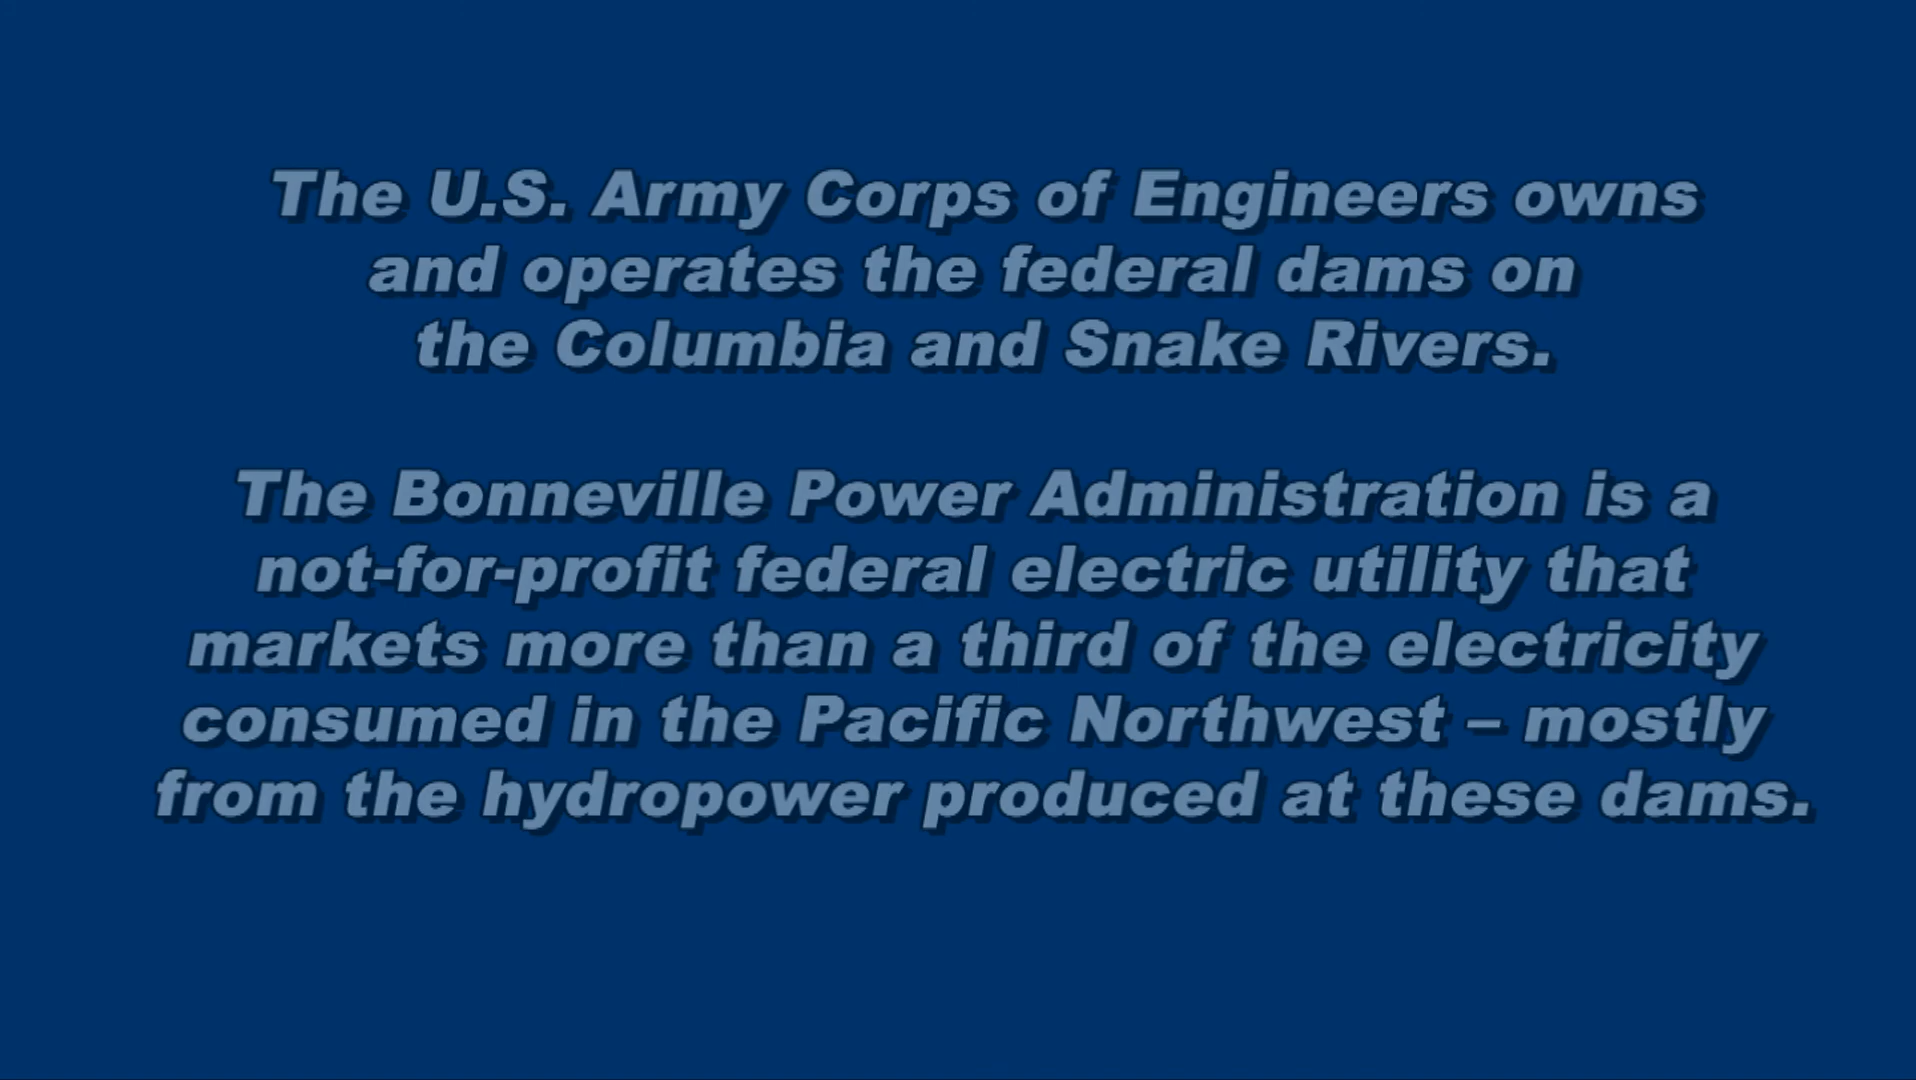 The U.S. Army Corps of Engineers owns
and operates the federal dams on
the Columbia and Snake Rivers.
The Bonneville Power Administration is a
not-for-profit federal electric utility that
markets more than a third of the electricity
consumed in the Pacific Northwest – mostly
from the hydropower produced at these dams.